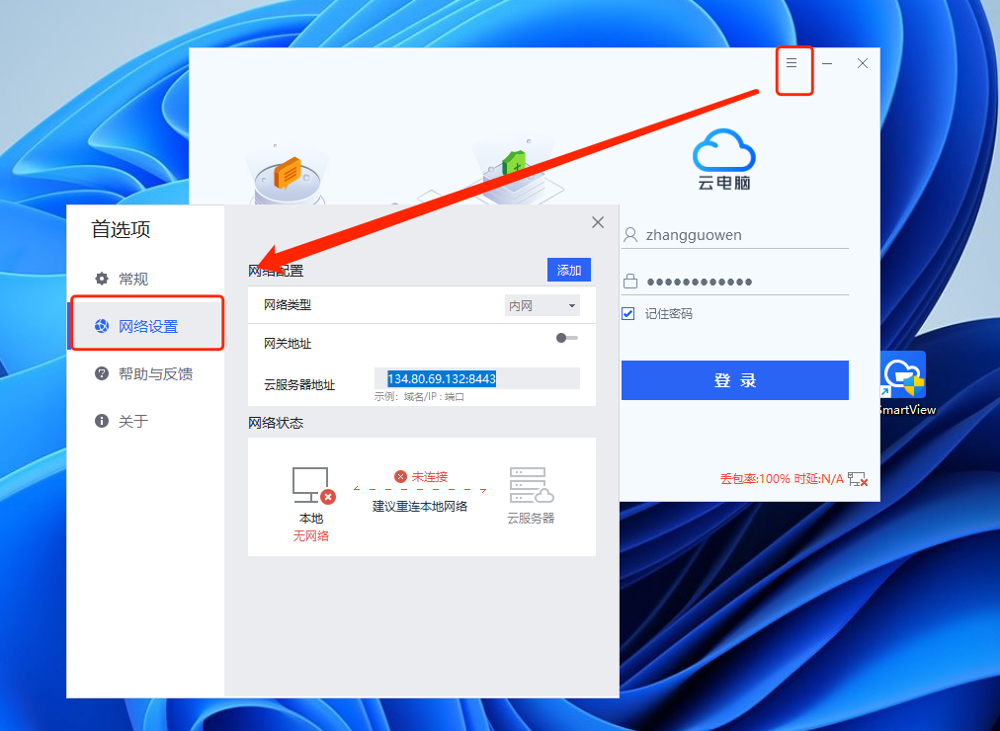 云电脑
zhangguowen
记住密码
登 录
丢包率:100% 时延:N/A
首选项
常规
网络设置
帮助与反馈
关于
网络配置
添加
网络类型
内网
网关地址
云服务器地址
134.80.69.132:8443
示例: 域名/IP : 端口
网络状态
未连接
建议重连本地网络
本地
无网络
云服务器
SmartView